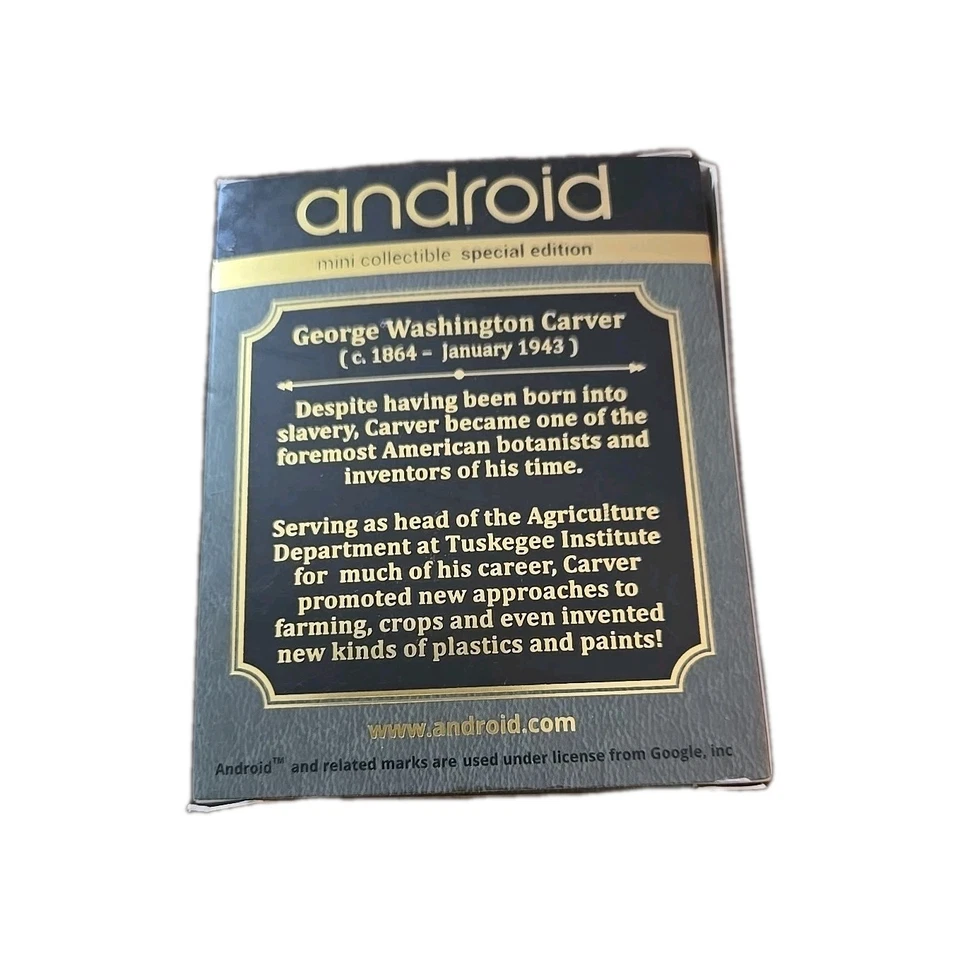 android
mini collectible special edition
George Washington Carver
( c. 1864 - January 1943 )
Despite having been born into
slavery, Carver became one of the
foremost American botanists and
inventors of his time.
Serving as head of the Agriculture
Department at Tuskegee Institute
for much of his career, Carver
promoted new approaches to
farming, crops and even invented
new kinds of plastics and paints!
www.android.com
Android™ and related marks are used under license from Google, inc